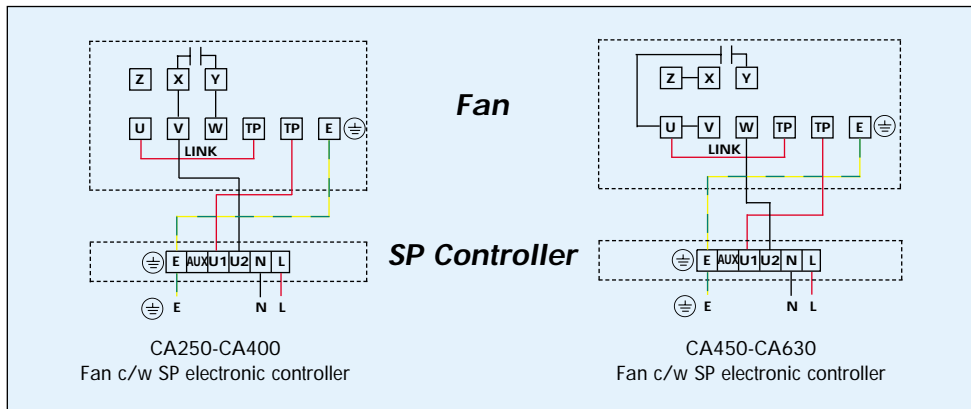 Z X Y
U V W TP TP E
LINK
E AUX U1 U2 N L
E N L
CA250-CA400
Fan c/w SP electronic controller
Fan
SP Controller
Z X Y
U V W TP TP E
LINK
E AUX U1 U2 N L
E N L
CA450-CA630
Fan c/w SP electronic controller